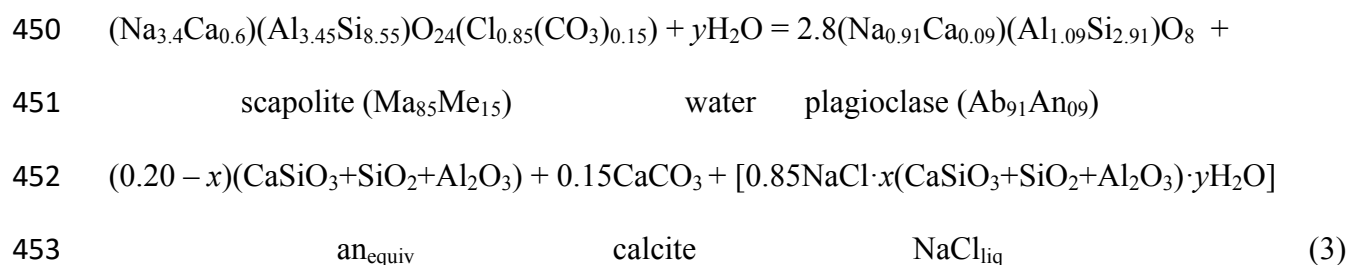 450 (Na₃.₄Ca₀.₆)(Al₃.₄₅Si₈.₅₅)O₂₄(Cl₀.₈₅(CO₃)₀.₁₅) + yH₂O = 2.8(Na₀.₉₁Ca₀.₀₉)(Al₁.₀₉Si₂.₉₁)O₈ +
451 scapolite (Ma₈₅Me₁₅) water plagioclase (Ab₉₁An₀₉)
452 (0.20 – x)(CaSiO₃+SiO₂+Al₂O₃) + 0.15CaCO₃ + [0.85NaCl·x(CaSiO₃+SiO₂+Al₂O₃)·yH₂O]
453 anₑqᵤᵢᵥ calcite NaClₗᵢq (3)